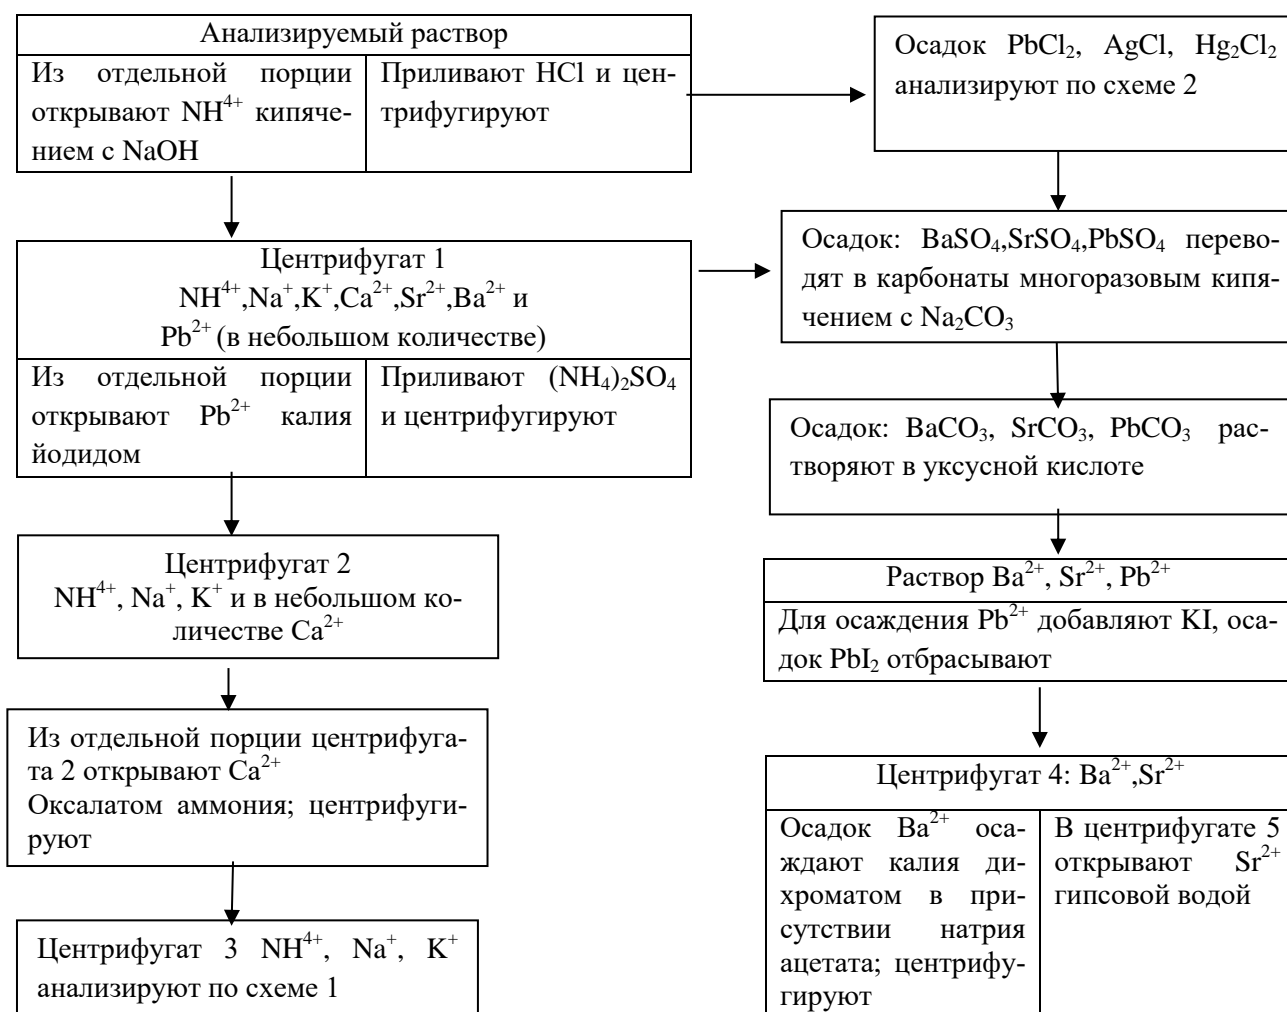 Анализируемый раствор
Из отдельной порции
открывают NH⁴⁺ кипяче-
нием с NaOH
Приливают HCl и цен-
трифугируют
Осадок PbCl₂, AgCl, Hg₂Cl₂
анализируют по схеме 2
Центрифугат 1
NH⁴⁺,Na⁺,K⁺,Ca²⁺,Sr²⁺,Ba²⁺ и
Pb²⁺ (в небольшом количестве)
Из отдельной порции
открывают Pb²⁺ калия
йодидом
Приливают (NH₄)₂SO₄
и центрифугируют
Осадок: BaSO₄,SrSO₄,PbSO₄ перево-
дят в карбонаты многоразовым кипя-
чением с Na₂CO₃
Осадок: BaCO₃, SrCO₃, PbCO₃ рас-
творяют в уксусной кислоте
Центрифугат 2
NH⁴⁺, Na⁺, K⁺ и в небольшом ко-
личестве Ca²⁺
Раствор Ba²⁺, Sr²⁺, Pb²⁺
Для осаждения Pb²⁺ добавляют KI, оса-
док PbI₂ отбрасывают
Из отдельной порции центрифуга-
та 2 открывают Ca²⁺
Оксалатом аммония; центрифуги-
руют
Центрифугат 4: Ba²⁺,Sr²⁺
Осадок Ba²⁺ оса-
ждают калия ди-
хроматом в при-
сутствии натрия
ацетата; центрифу-
гируют
В центрифугате 5
открывают Sr²⁺
гипсовой водой
Центрифугат 3 NH⁴⁺, Na⁺, K⁺
анализируют по схеме 1